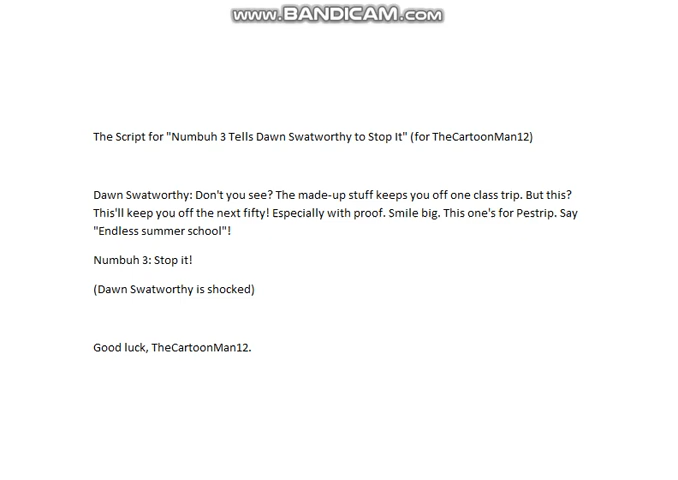 www.BANDICAM.com
The Script for "Numbuh 3 Tells Dawn Swatworthy to Stop It" (for TheCartoonMan12)
Dawn Swatworthy: Don't you see? The made-up stuff keeps you off one class trip. But this?
This'll keep you off the next fifty! Especially with proof. Smile big. This one's for Pestrip. Say
"Endless summer school"!
Numbuh 3: Stop it!
(Dawn Swatworthy is shocked)
Good luck, TheCartoonMan12.